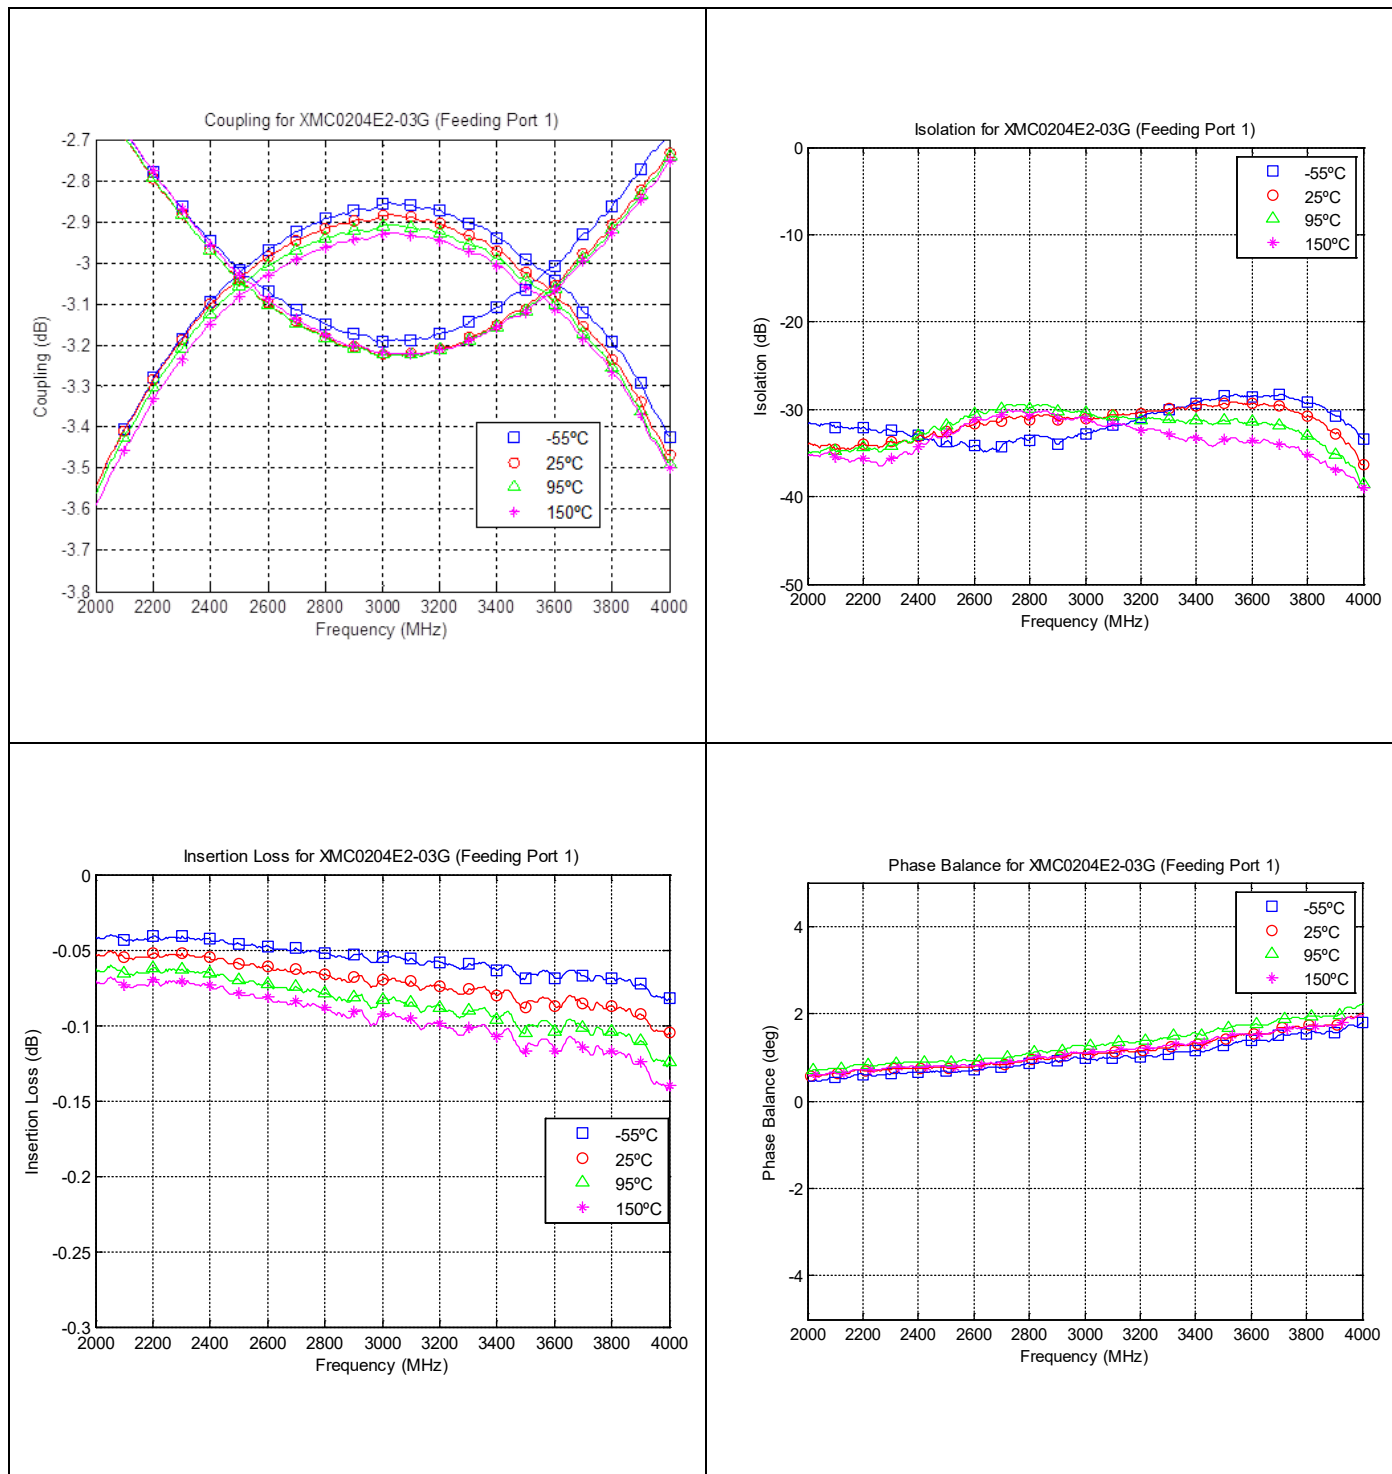 Coupling for XMC0204E2-03G (Feeding Port 1)
-2.7
-2.8
-2.9
-3
-3.1
-3.2
-3.3
-3.4
-3.5
-3.6
-3.7
-3.8
Coupling (dB)
-55ºC
25ºC
95ºC
150ºC
2000 2200 2400 2600 2800 3000 3200 3400 3600 3800 4000
Frequency (MHz)
Isolation for XMC0204E2-03G (Feeding Port 1)
0
-10
-20
-30
-40
-50
Isolation (dB)
-55ºC
25ºC
95ºC
150ºC
2000 2200 2400 2600 2800 3000 3200 3400 3600 3800 4000
Frequency (MHz)
Insertion Loss for XMC0204E2-03G (Feeding Port 1)
0
-0.05
-0.1
-0.15
-0.2
-0.25
-0.3
Insertion Loss (dB)
-55ºC
25ºC
95ºC
150ºC
2000 2200 2400 2600 2800 3000 3200 3400 3600 3800 4000
Frequency (MHz)
Phase Balance for XMC0204E2-03G (Feeding Port 1)
4
2
0
-2
-4
Phase Balance (deg)
-55ºC
25ºC
95ºC
150ºC
2000 2200 2400 2600 2800 3000 3200 3400 3600 3800 4000
Frequency (MHz)